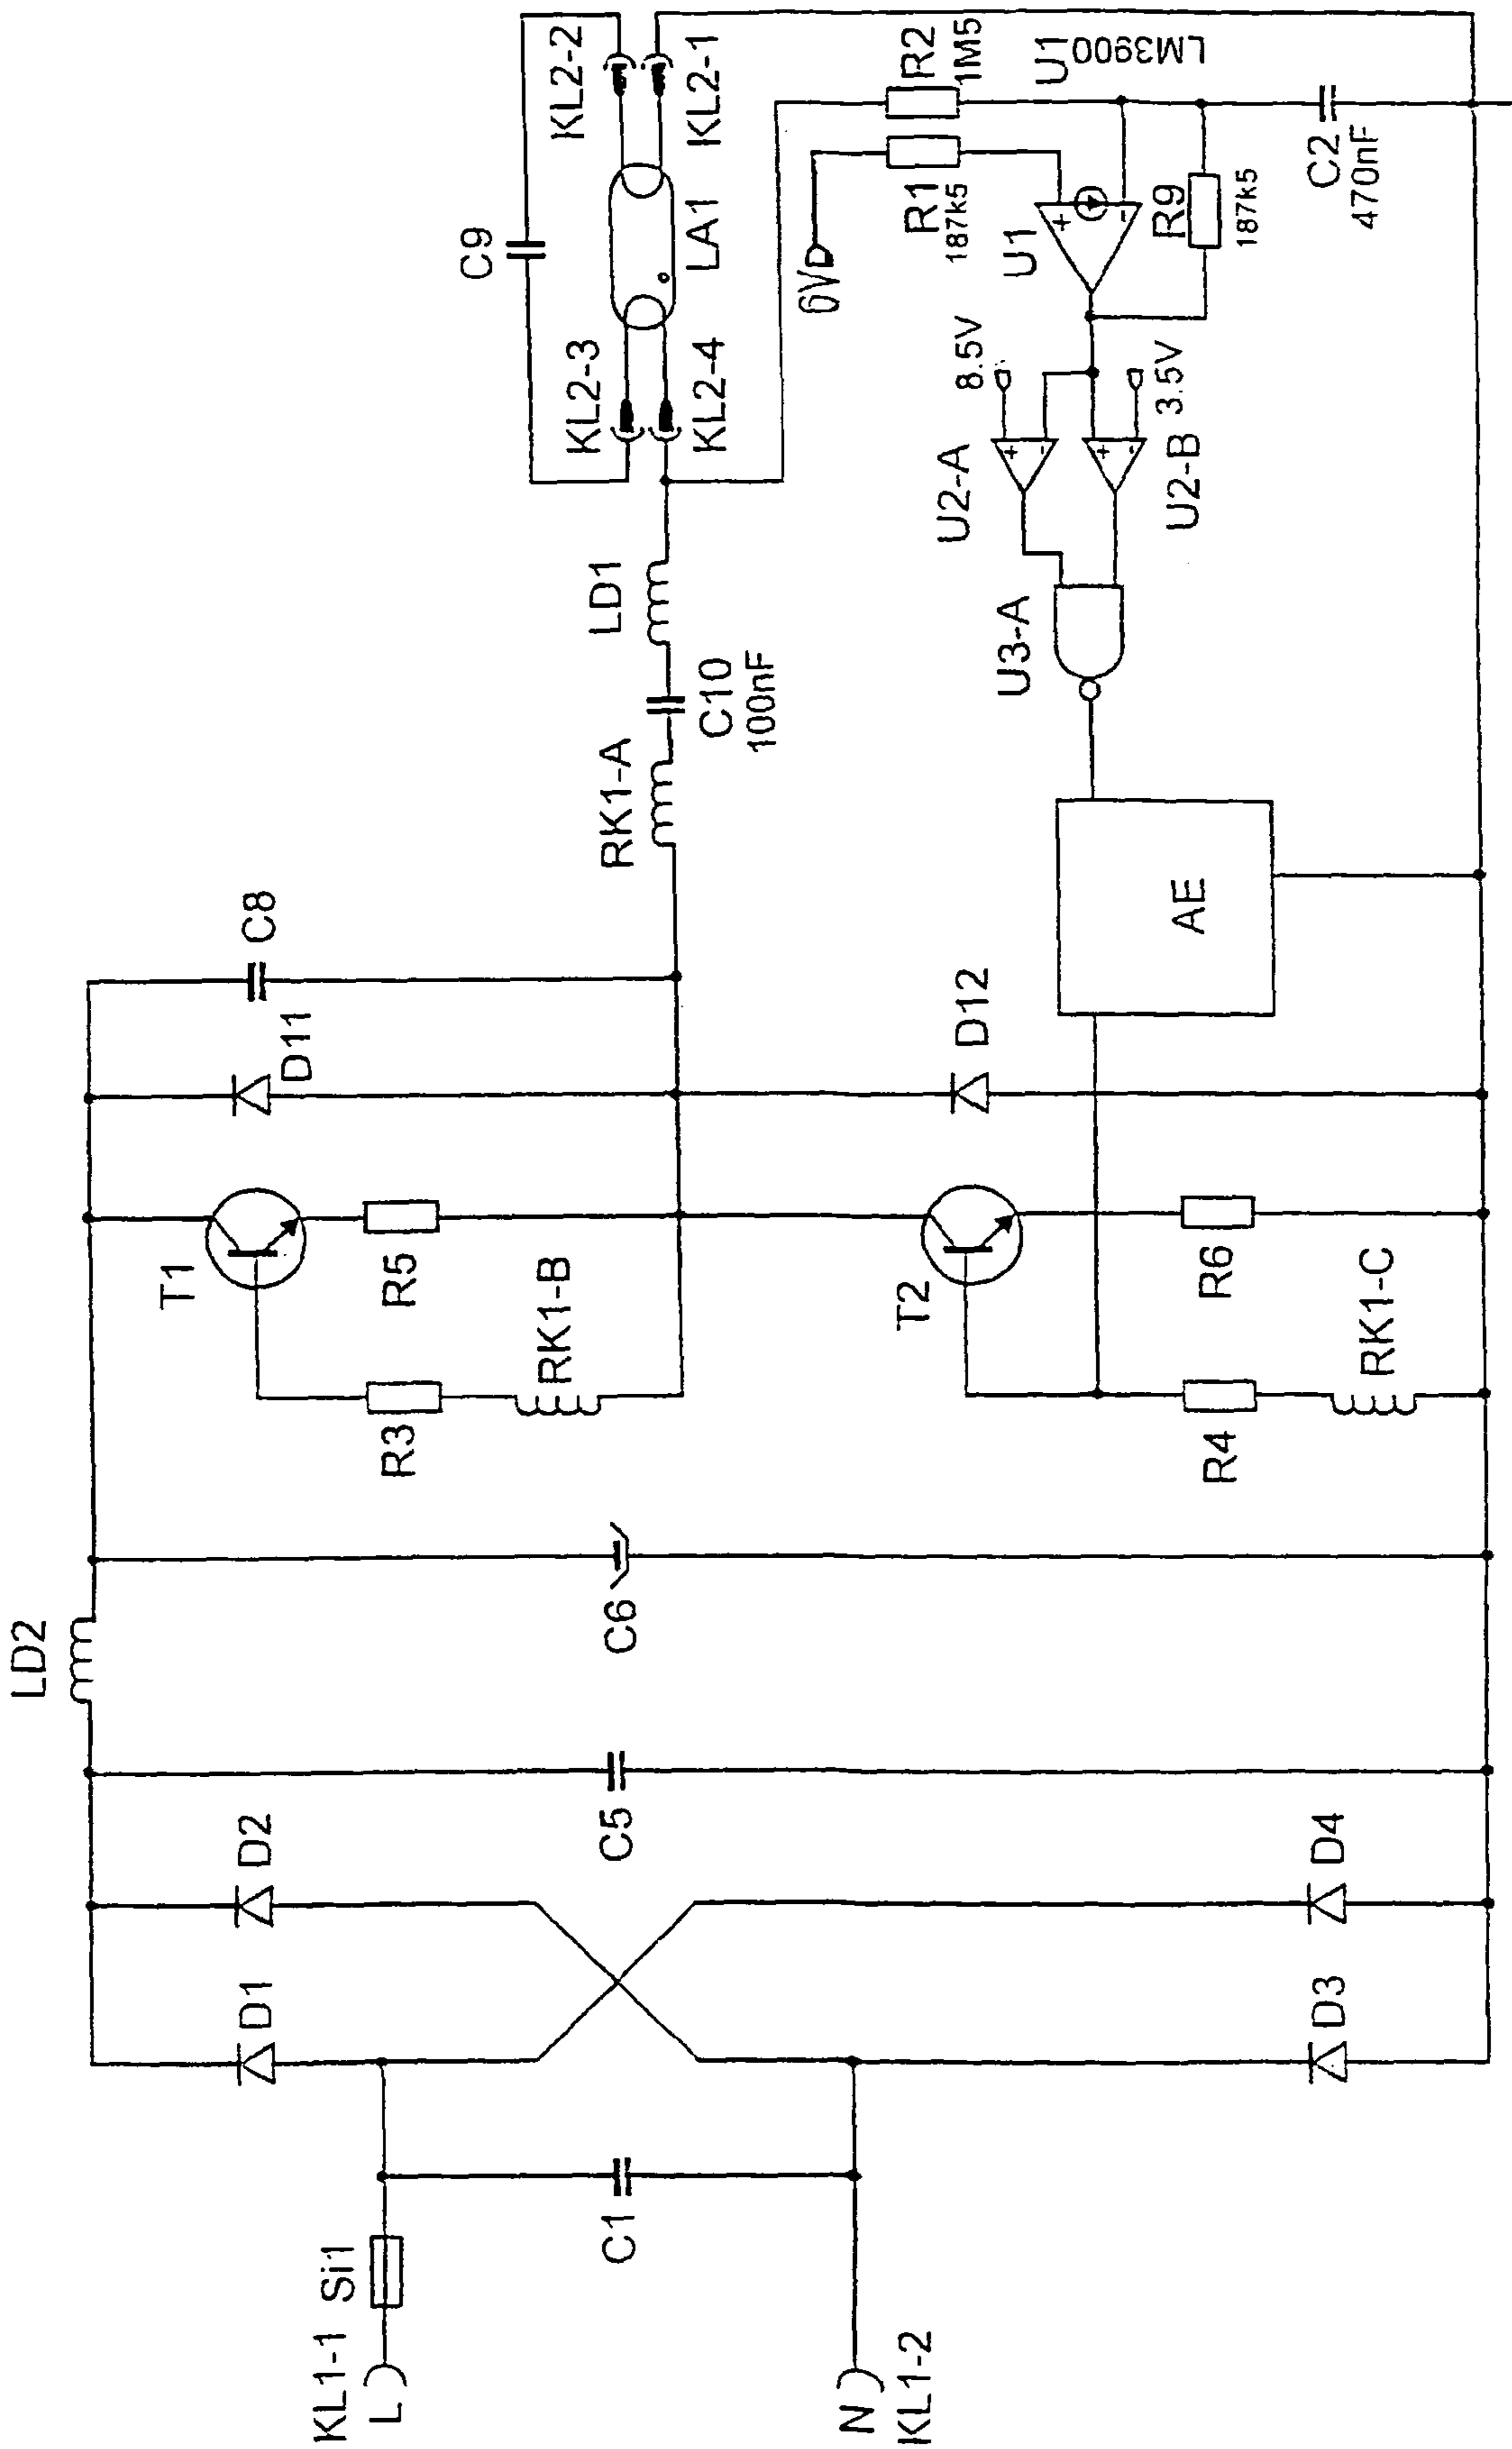 KL1-1
L
Si1
N
KL1-2
C1
D1
D2
D3
D4
C5
LD2
C6
T1
R3
R5
RK1-B
T2
R4
R6
RK1-C
D11
D12
C8
RK1-A
C10
100nF
LD1
AE
U3-A
U2-A
8.5V
+
-
U2-B
3.5V
+
-
C9
KL2-3
KL2-4
LA1
KL2-2
KL2-1
6V
R1
187k5
R2
1M5
U1
+
-
R9
187k5
U1
LM3900
C2
470nF